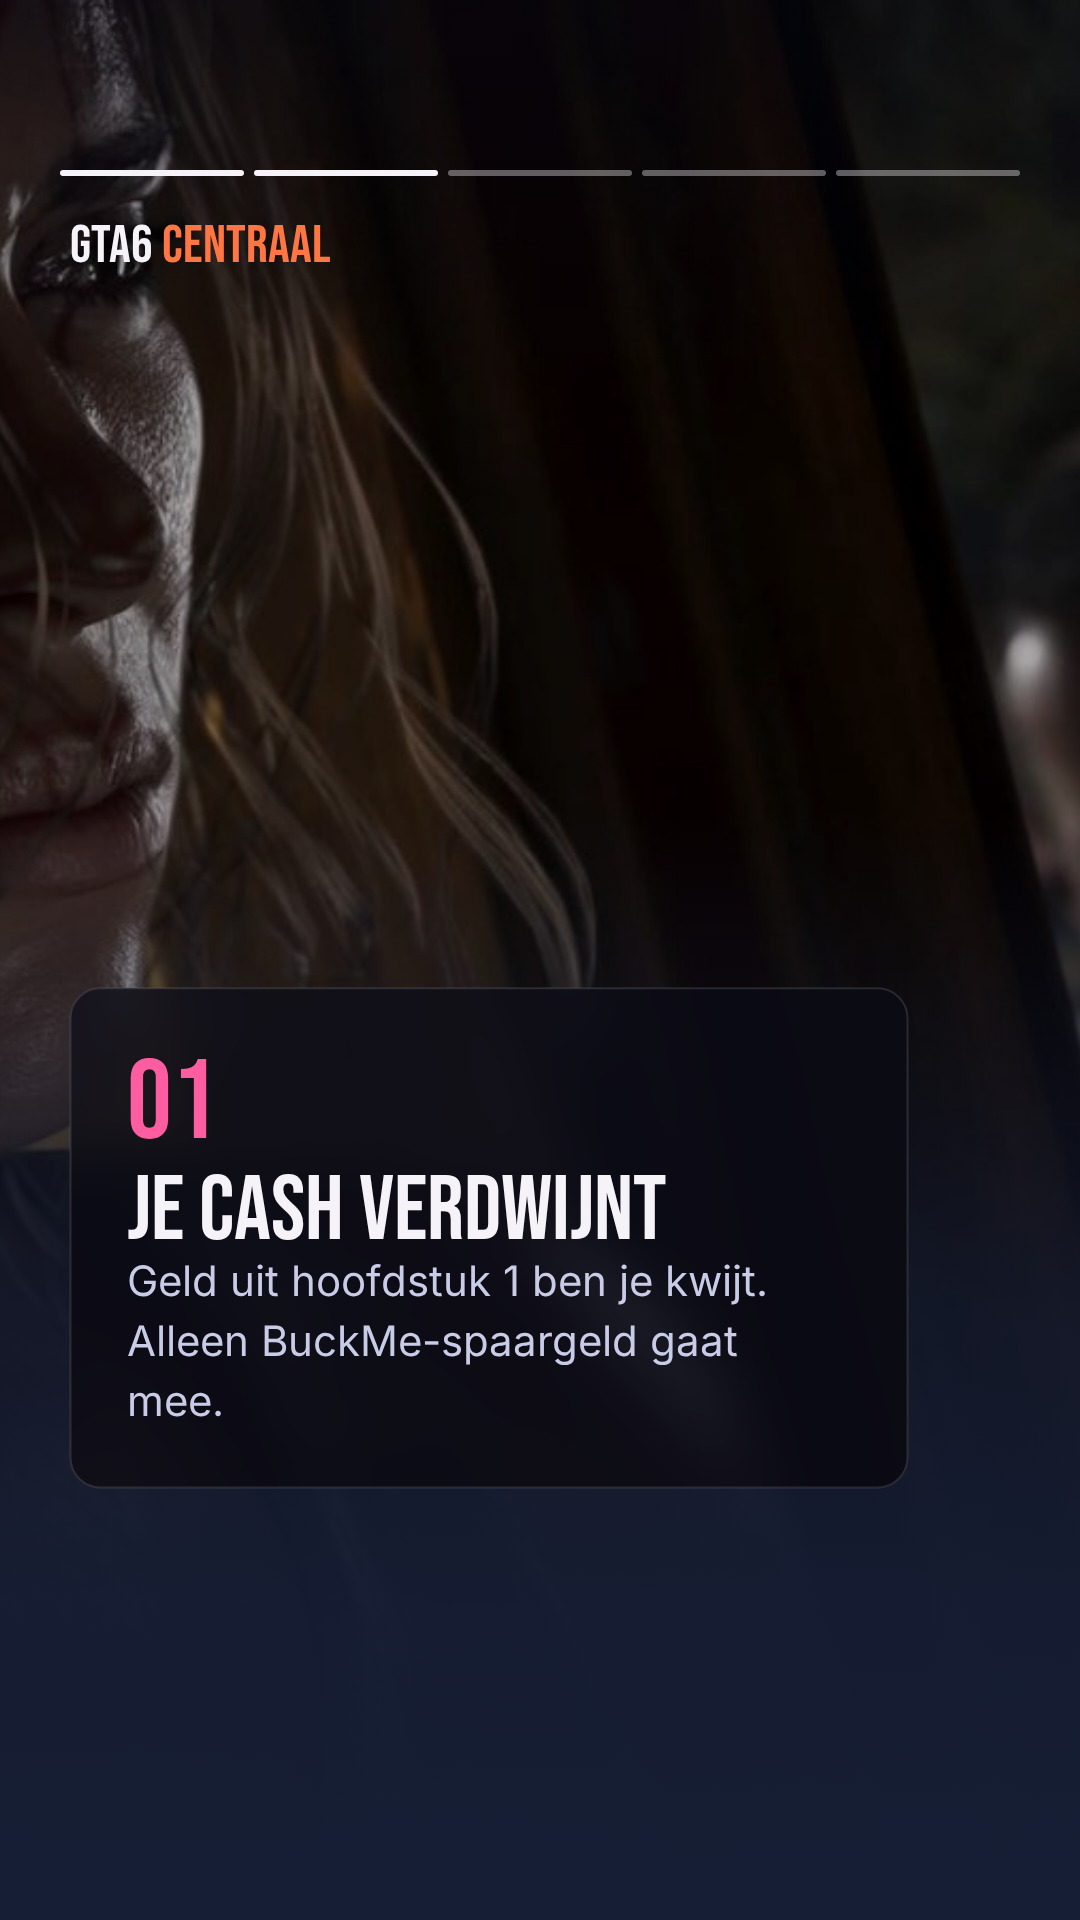 GTA6 CENTRAAL
01
JE CASH VERDWIJNT
Geld uit hoofdstuk 1 ben je kwijt.
Alleen BuckMe-spaargeld gaat
mee.